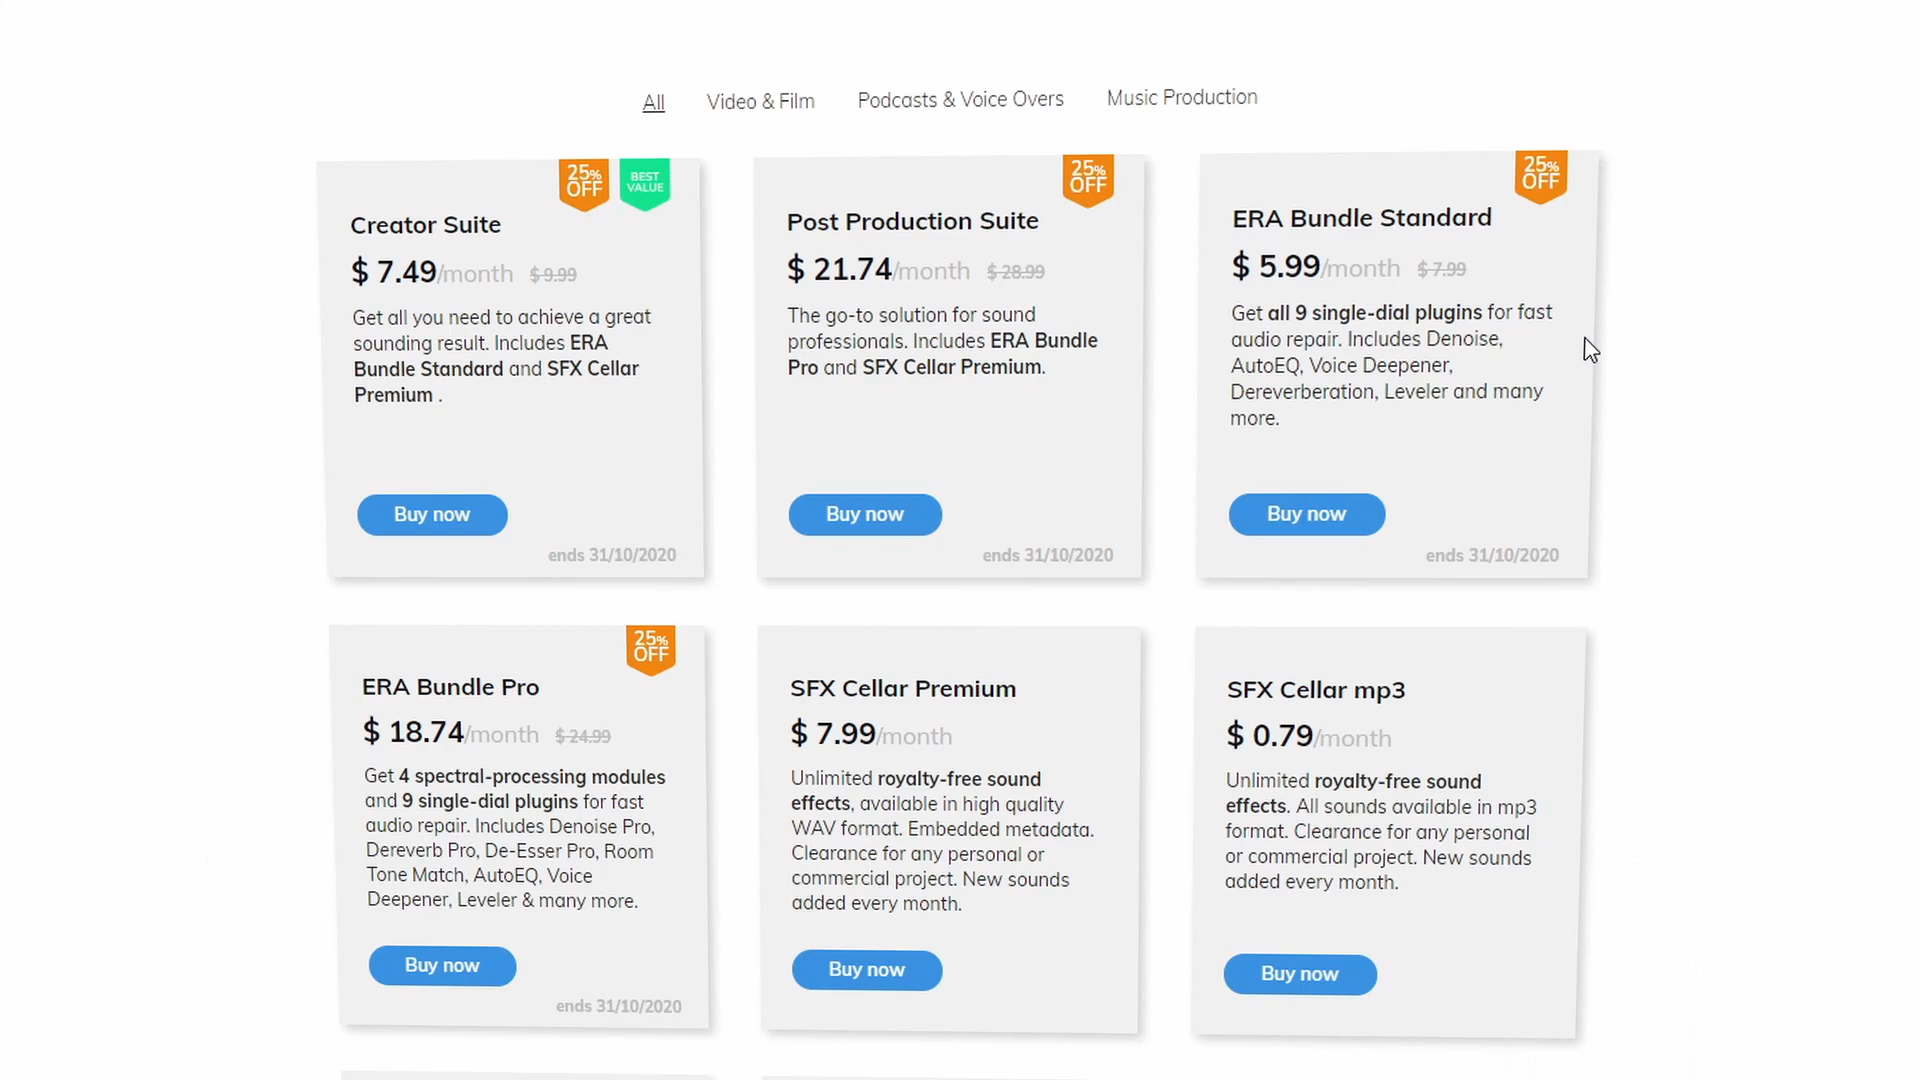 All
Video & Film
Podcasts & Voice Overs
Music Production
25% OFF
BEST VALUE
Creator Suite
$ 7.49/month $ 9.99
Get all you need to achieve a great
sounding result. Includes ERA
Bundle Standard and SFX Cellar
Premium .
Buy now
ends 31/10/2020
25% OFF
Post Production Suite
$ 21.74/month $ 28.99
The go-to solution for sound
professionals. Includes ERA Bundle
Pro and SFX Cellar Premium.
Buy now
ends 31/10/2020
25% OFF
ERA Bundle Standard
$ 5.99/month $ 7.99
Get all 9 single-dial plugins for fast
audio repair. Includes Denoise,
AutoEQ, Voice Deepener,
Dereverberation, Leveler and many
more.
Buy now
ends 31/10/2020
25% OFF
ERA Bundle Pro
$ 18.74/month $ 24.99
Get 4 spectral-processing modules
and 9 single-dial plugins for fast
audio repair. Includes Denoise Pro,
Dereverb Pro, De-Esser Pro, Room
Tone Match, AutoEQ, Voice
Deepener, Leveler & many more.
Buy now
ends 31/10/2020
SFX Cellar Premium
$ 7.99/month
Unlimited royalty-free sound
effects, available in high quality
WAV format. Embedded metadata.
Clearance for any personal or
commercial project. New sounds
added every month.
Buy now
SFX Cellar mp3
$ 0.79/month
Unlimited royalty-free sound
effects. All sounds available in mp3
format. Clearance for any personal
or commercial project. New sounds
added every month.
Buy now